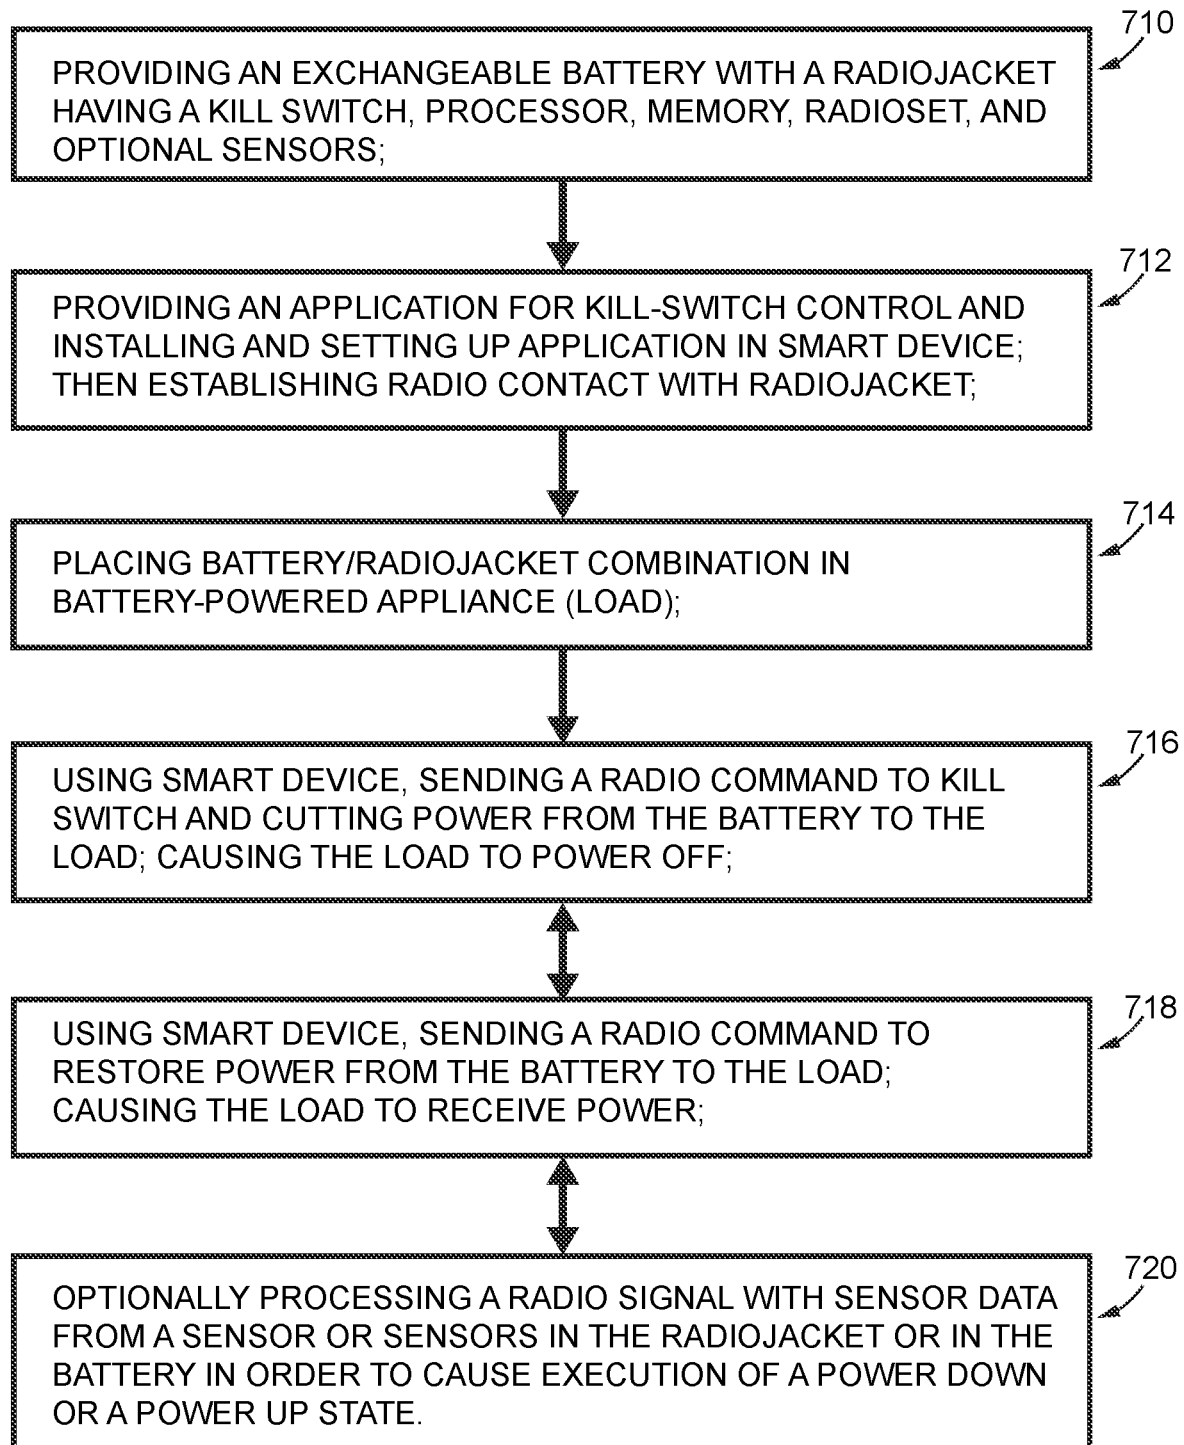 710
PROVIDING AN EXCHANGEABLE BATTERY WITH A RADIOJACKET
HAVING A KILL SWITCH, PROCESSOR, MEMORY, RADIOSET, AND
OPTIONAL SENSORS;
712
PROVIDING AN APPLICATION FOR KILL-SWITCH CONTROL AND
INSTALLING AND SETTING UP APPLICATION IN SMART DEVICE;
THEN ESTABLISHING RADIO CONTACT WITH RADIOJACKET;
714
PLACING BATTERY/RADIOJACKET COMBINATION IN
BATTERY-POWERED APPLIANCE (LOAD);
716
USING SMART DEVICE, SENDING A RADIO COMMAND TO KILL
SWITCH AND CUTTING POWER FROM THE BATTERY TO THE
LOAD; CAUSING THE LOAD TO POWER OFF;
718
USING SMART DEVICE, SENDING A RADIO COMMAND TO
RESTORE POWER FROM THE BATTERY TO THE LOAD;
CAUSING THE LOAD TO RECEIVE POWER;
720
OPTIONALLY PROCESSING A RADIO SIGNAL WITH SENSOR DATA
FROM A SENSOR OR SENSORS IN THE RADIOJACKET OR IN THE
BATTERY IN ORDER TO CAUSE EXECUTION OF A POWER DOWN
OR A POWER UP STATE.